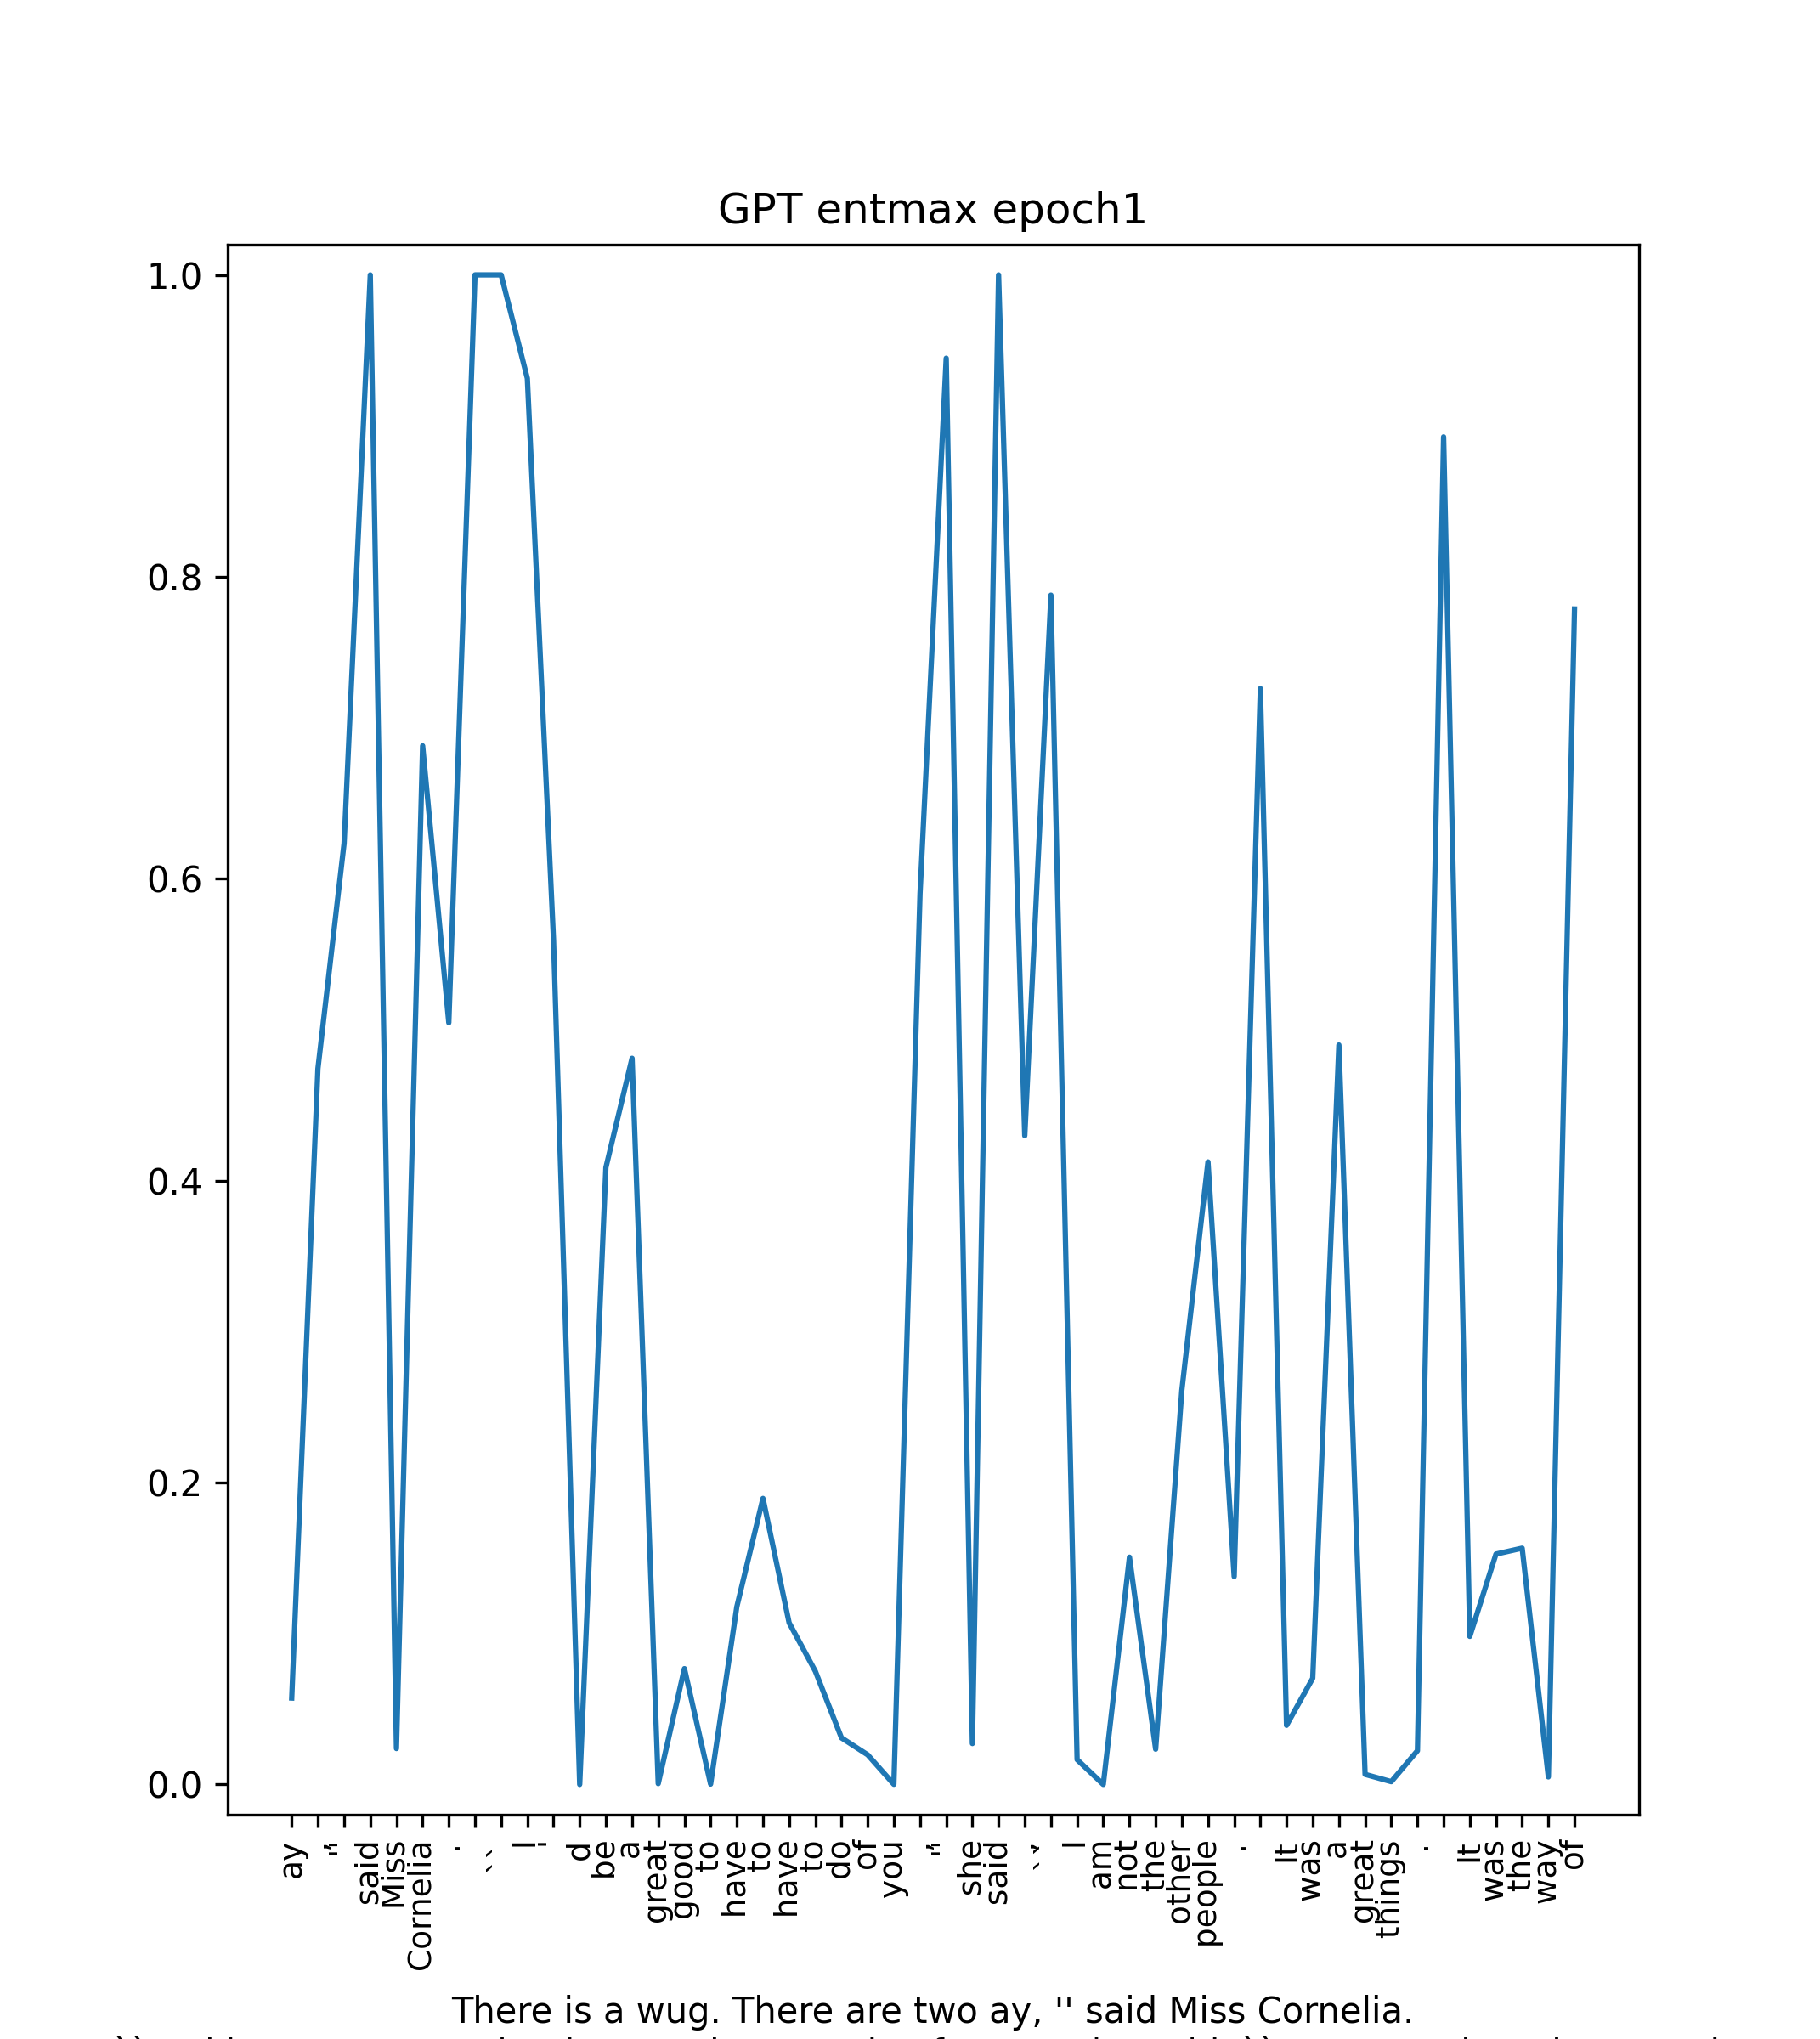 GPT entmax epoch1
1.0
0.8
0.6
0.4
0.2
0.0
ay
,
''
said
Miss
Cornelia
.
``
I
'
d
be
a
great
good
to
have
to
have
to
do
of
you
,
''
she
said
,
``
I
am
not
the
other
people
.
It
was
a
great
things
.
It
was
the
way
of
There is a wug. There are two ay, '' said Miss Cornelia.